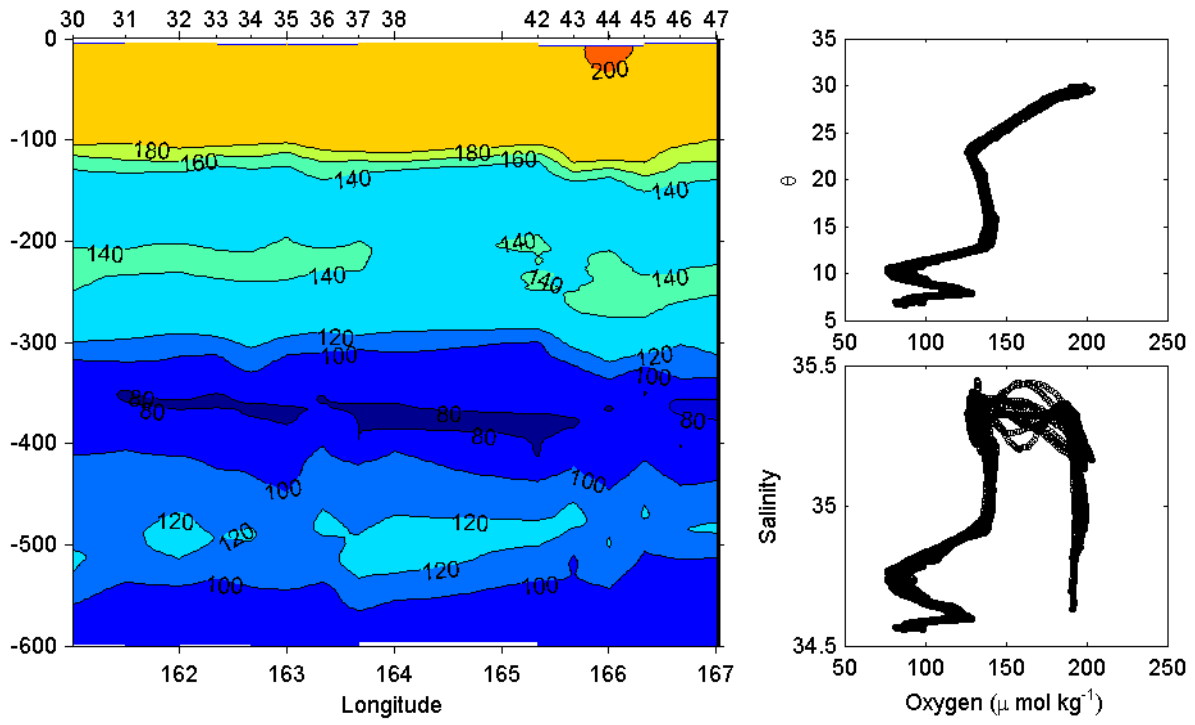 30 31 32 33 34 35 36 37 38 42 43 44 45 46 47
0
200
-100
180 180
160 160
140 140
-200
140 140
140 140 140
-300
120 120
100 100
80 80
80 80 80
-400
100 100
120 120 120
-500
120
100 100
-600
162 163 164 165 166 167
Longitude
35
30
25
20
15
10
5
Θ
50 100 150 200 250
35.5
35
34.5
Salinity
50 100 150 200 250
Oxygen (μ mol kg⁻¹)